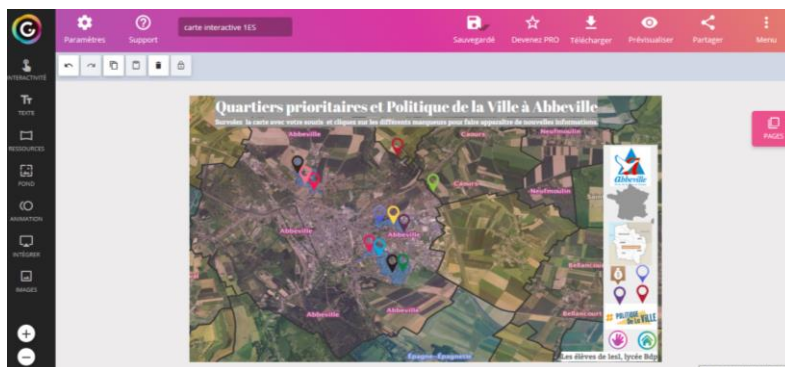 carte interactive 1ES
Paramètres
Support
Sauvegardé
Devenez PRO
Télécharger
Prévisualiser
Partager
Menu
INTERACTIVITÉ
TEXTE
RESSOURCES
FOND
ANIMATION
INTÉGRER
IMAGES
PAGES
Quartiers prioritaires et Politique de la Ville à Abbeville
Survolez la carte avec votre souris et cliquez sur les différents marqueurs pour faire apparaître de nouvelles informations.
Abbeville
Caours
Neufmoulin
Caours
Neufmoulin
Abbeville
Abbeville
Abbeville
Abbeville
Bellancourt
Bellancourt
Épagne-Épagnette
abbeville
POLITIQUE
De La VILLE
Les élèves de 1es1, lycée Bdp